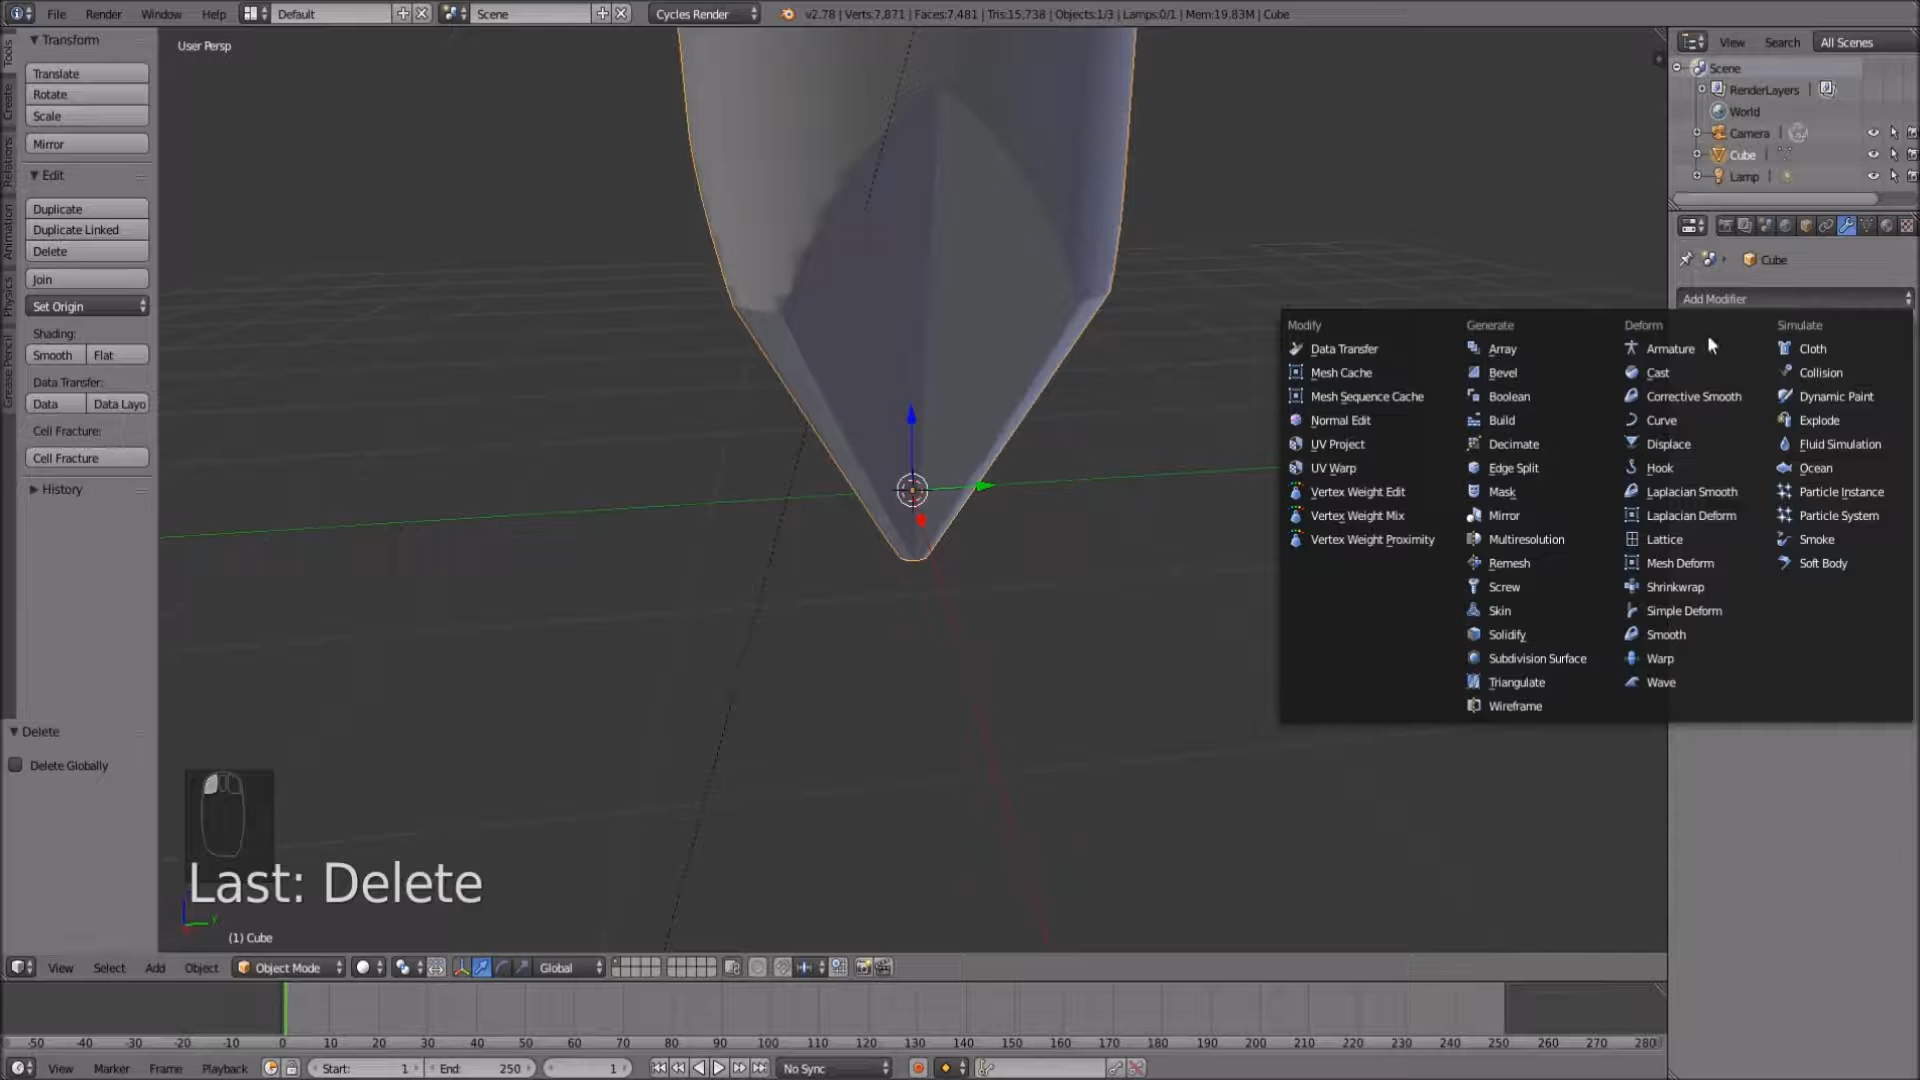 File Render Window Help Default Scene Cycles Render v2.78 | Verts:7,871 | Faces:7,481 | Tris:15,738 | Objects:1/3 | Lamps:0/1 | Mem:19.83M | Cube
Tools
Create
Relations
Animation
Physics
Grease Pencil
Transform
Translate
Rotate
Scale
Mirror
Edit
Duplicate
Duplicate Linked
Delete
Join
Set Origin
Shading:
Smooth Flat
Data Transfer:
Data Data Layo
Cell Fracture:
Cell Fracture
History
Delete
Delete Globally
User Persp
Last: Delete
y
(1) Cube
View Search All Scenes
Scene
RenderLayers |
World
Camera |
Cube |
Lamp |
Cube
Add Modifier
Modify
Data Transfer
Mesh Cache
Mesh Sequence Cache
Normal Edit
UV Project
UV Warp
Vertex Weight Edit
Vertex Weight Mix
Vertex Weight Proximity
Generate
Array
Bevel
Boolean
Build
Decimate
Edge Split
Mask
Mirror
Multiresolution
Remesh
Screw
Skin
Solidify
Subdivision Surface
Triangulate
Wireframe
Deform
Armature
Cast
Corrective Smooth
Curve
Displace
Hook
Laplacian Smooth
Laplacian Deform
Lattice
Mesh Deform
Shrinkwrap
Simple Deform
Smooth
Warp
Wave
Simulate
Cloth
Collision
Dynamic Paint
Explode
Fluid Simulation
Ocean
Particle Instance
Particle System
Smoke
Soft Body
View Select Add Object Object Mode Global
-50 -40 -30 -20 -10 0 10 20 30 40 50 60 70 80 90 100 110 120 130 140 150 160 170 180 190 200 210 220 230 240 250 260 270 280
View Marker Frame Playback Start: 1 End: 250 1 No Sync